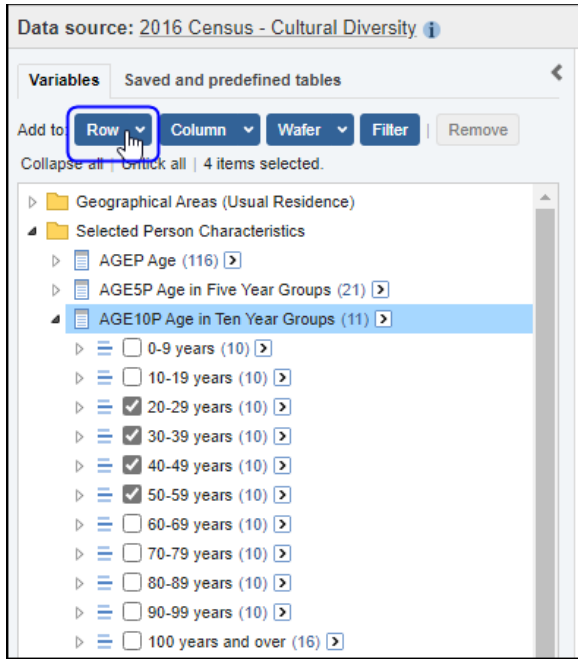 Data source: 2016 Census - Cultural Diversity i
Variables Saved and predefined tables
Add to: Row Column Wafer Filter | Remove
Collapse all | Untick all | 4 items selected.
Geographical Areas (Usual Residence)
Selected Person Characteristics
AGEP Age (116)
AGE5P Age in Five Year Groups (21)
AGE10P Age in Ten Year Groups (11)
0-9 years (10)
10-19 years (10)
20-29 years (10)
30-39 years (10)
40-49 years (10)
50-59 years (10)
60-69 years (10)
70-79 years (10)
80-89 years (10)
90-99 years (10)
100 years and over (16)